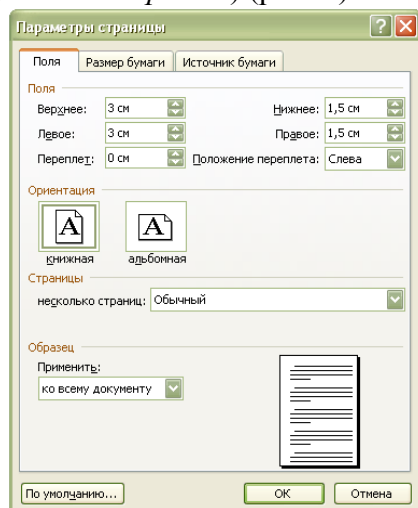 Параметры страницы
Поля Размер бумаги Источник бумаги
Поля
Верхнее: 3 см Нижнее: 1,5 см
Левое: 3 см Правое: 1,5 см
Переплет: 0 см Положение переплета: Слева
Ориентация
A A
книжная альбомная
Страницы
несколько страниц: Обычный
Образец
Применить:
ко всему документу
По умолчанию... ОК Отмена